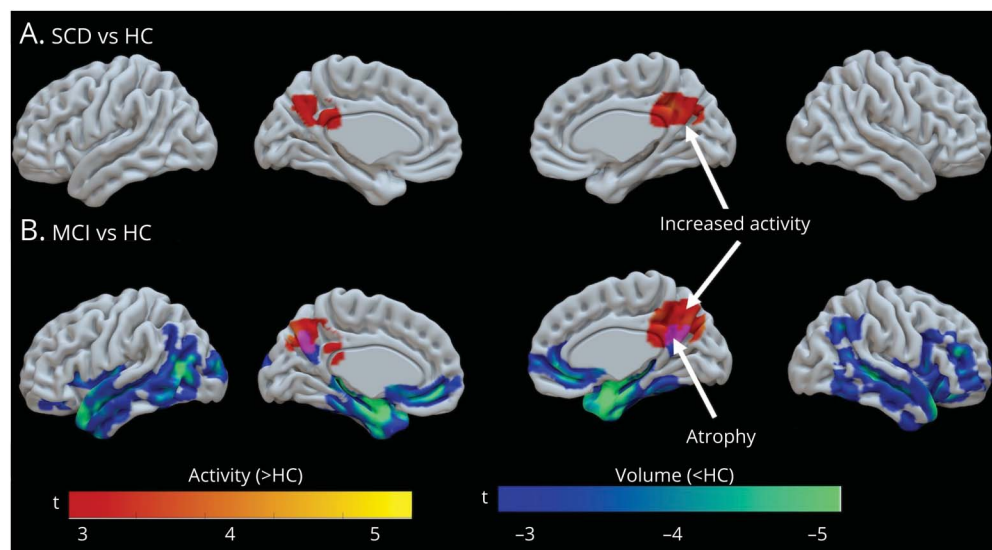 A. SCD vs HC
Increased activity
B. MCI vs HC
Atrophy
Activity (>HC)
t
3 4 5
Volume (<HC)
t
−3 −4 −5